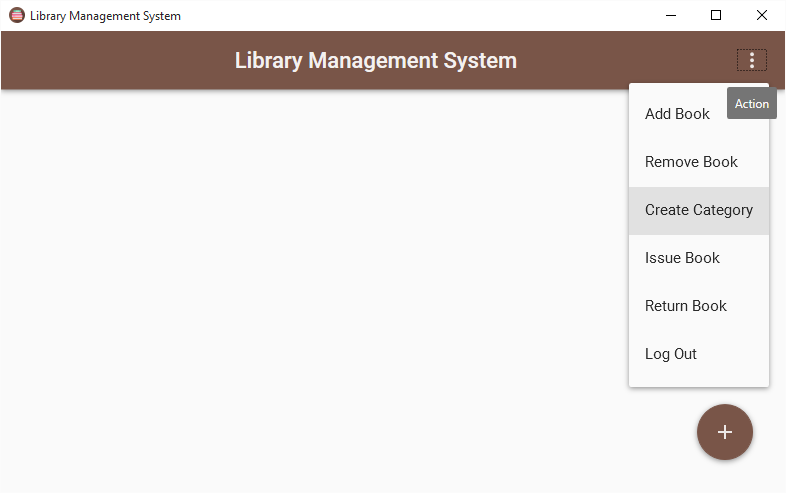 Library Management System
Library Management System
Action
Add Book
Remove Book
Create Category
Issue Book
Return Book
Log Out